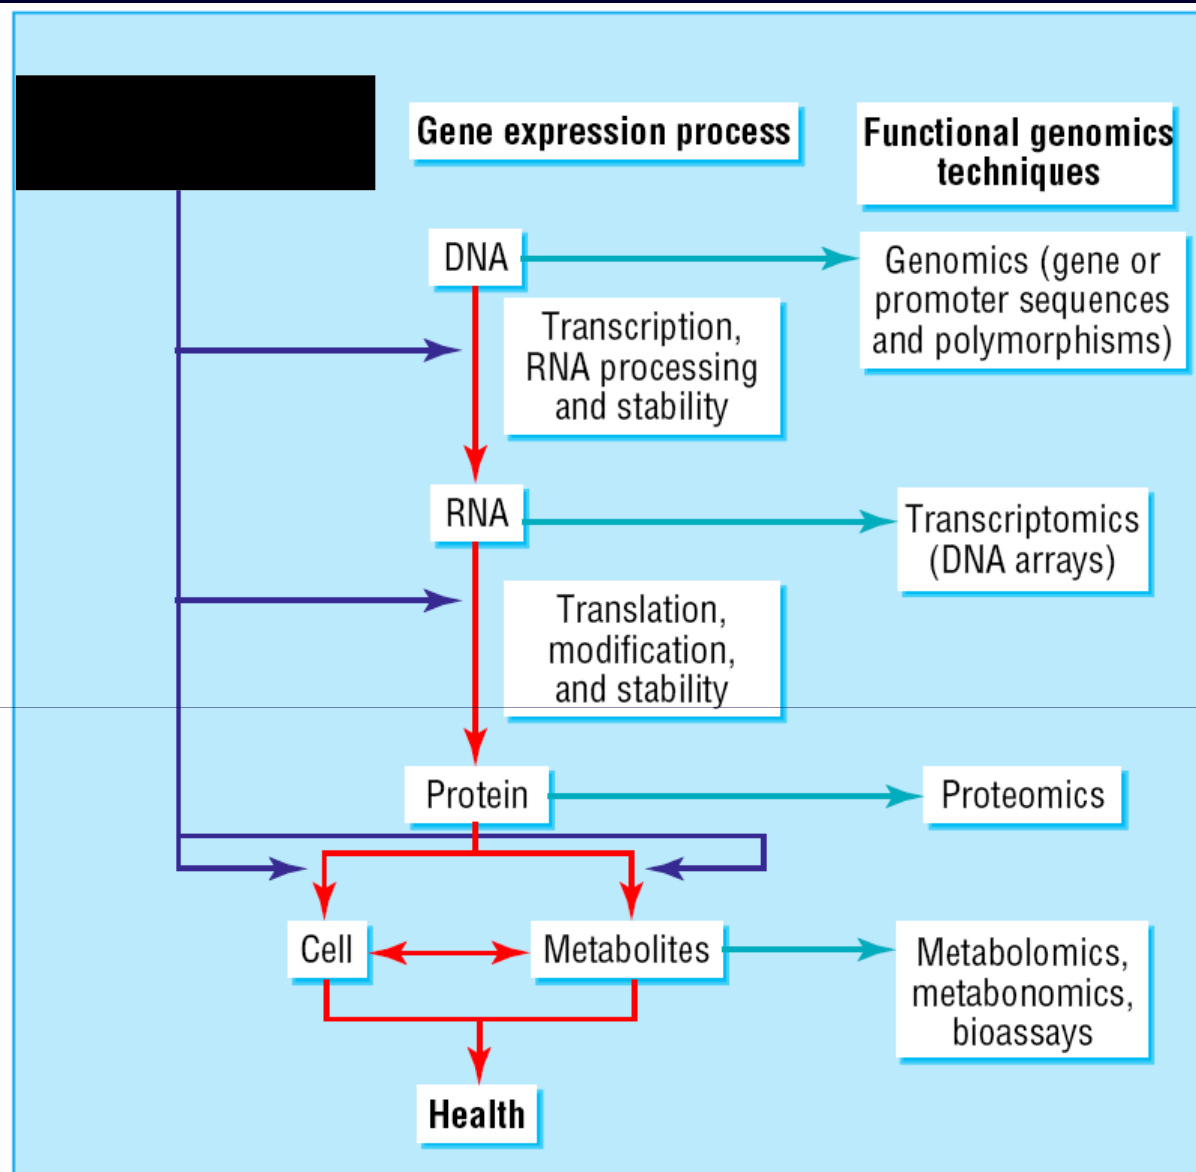 Gene expression process
Functional genomics
techniques
DNA
Genomics (gene or
promoter sequences
and polymorphisms)
Transcription,
RNA processing
and stability
RNA
Transcriptomics
(DNA arrays)
Translation,
modification,
and stability
Protein
Proteomics
Cell
Metabolites
Metabolomics,
metabonomics,
bioassays
Health